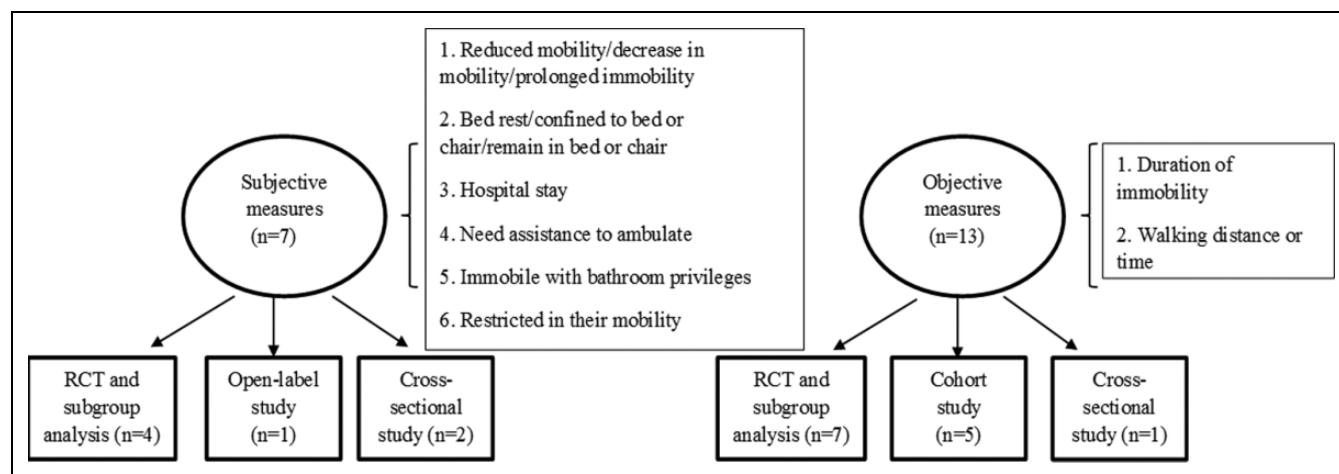 Subjective
measures
(n=7)
1. Reduced mobility/decrease in
mobility/prolonged immobility
2. Bed rest/confined to bed or
chair/remain in bed or chair
3. Hospital stay
4. Need assistance to ambulate
5. Immobile with bathroom privileges
6. Restricted in their mobility
RCT and
subgroup
analysis (n=4)
Open-label
study
(n=1)
Cross-
sectional
study (n=2)
Objective
measures
(n=13)
1. Duration of
immobility
2. Walking distance or
time
RCT and
subgroup
analysis (n=7)
Cohort
study
(n=5)
Cross-
sectional
study (n=1)